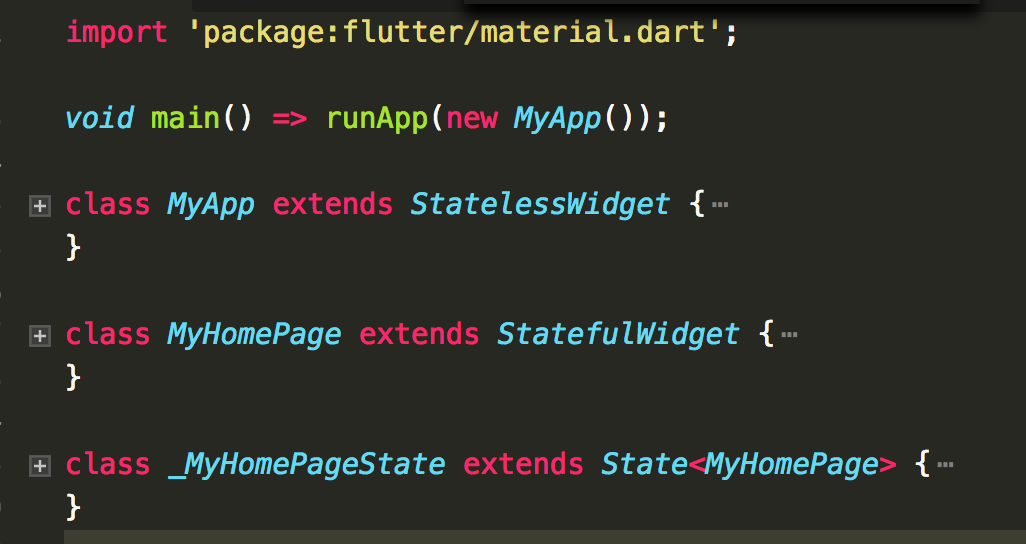 import 'package:flutter/material.dart';
void main() => runApp(new MyApp());
class MyApp extends StatelessWidget {⋯
}
class MyHomePage extends StatefulWidget {⋯
}
class _MyHomePageState extends State<MyHomePage> {⋯
}